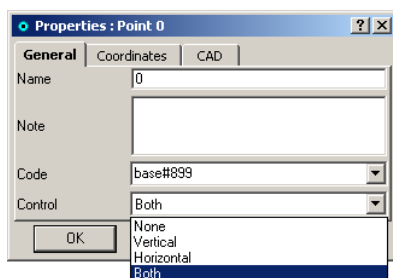 Properties : Point 0
General Coordinates CAD
Name 0
Note
Code base#899
Control Both
OK
None
Vertical
Horizontal
Both